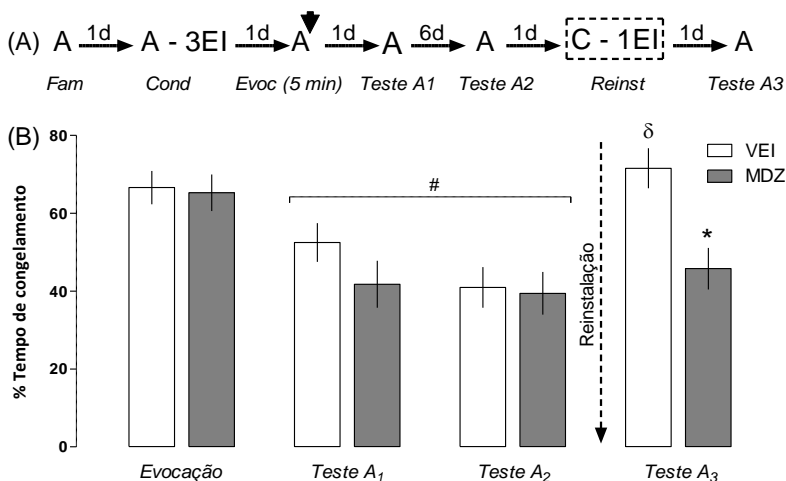 (A) A 1d A - 3EI 1d A 1d A 6d A 1d C - 1EI 1d A
Fam Cond Evoc (5 min) Teste A1 Teste A2 Reinst Teste A3
(B)
% Tempo de congelamento
80
60
40
20
0
#
Reinstalação
δ
*
VEI
MDZ
Evocação Teste A1 Teste A2 Teste A3